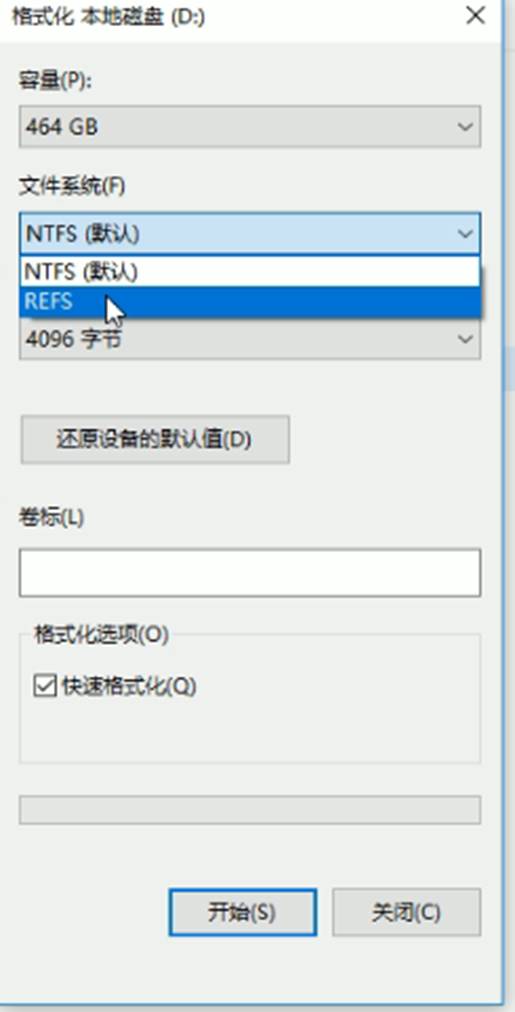 格式化 本地磁盘 (D:)
容量(P):
464 GB
文件系统(F)
NTFS (默认)
NTFS (默认)
REFS
4096 字节
还原设备的默认值(D)
卷标(L)
格式化选项(O)
快速格式化(Q)
开始(S)
关闭(C)